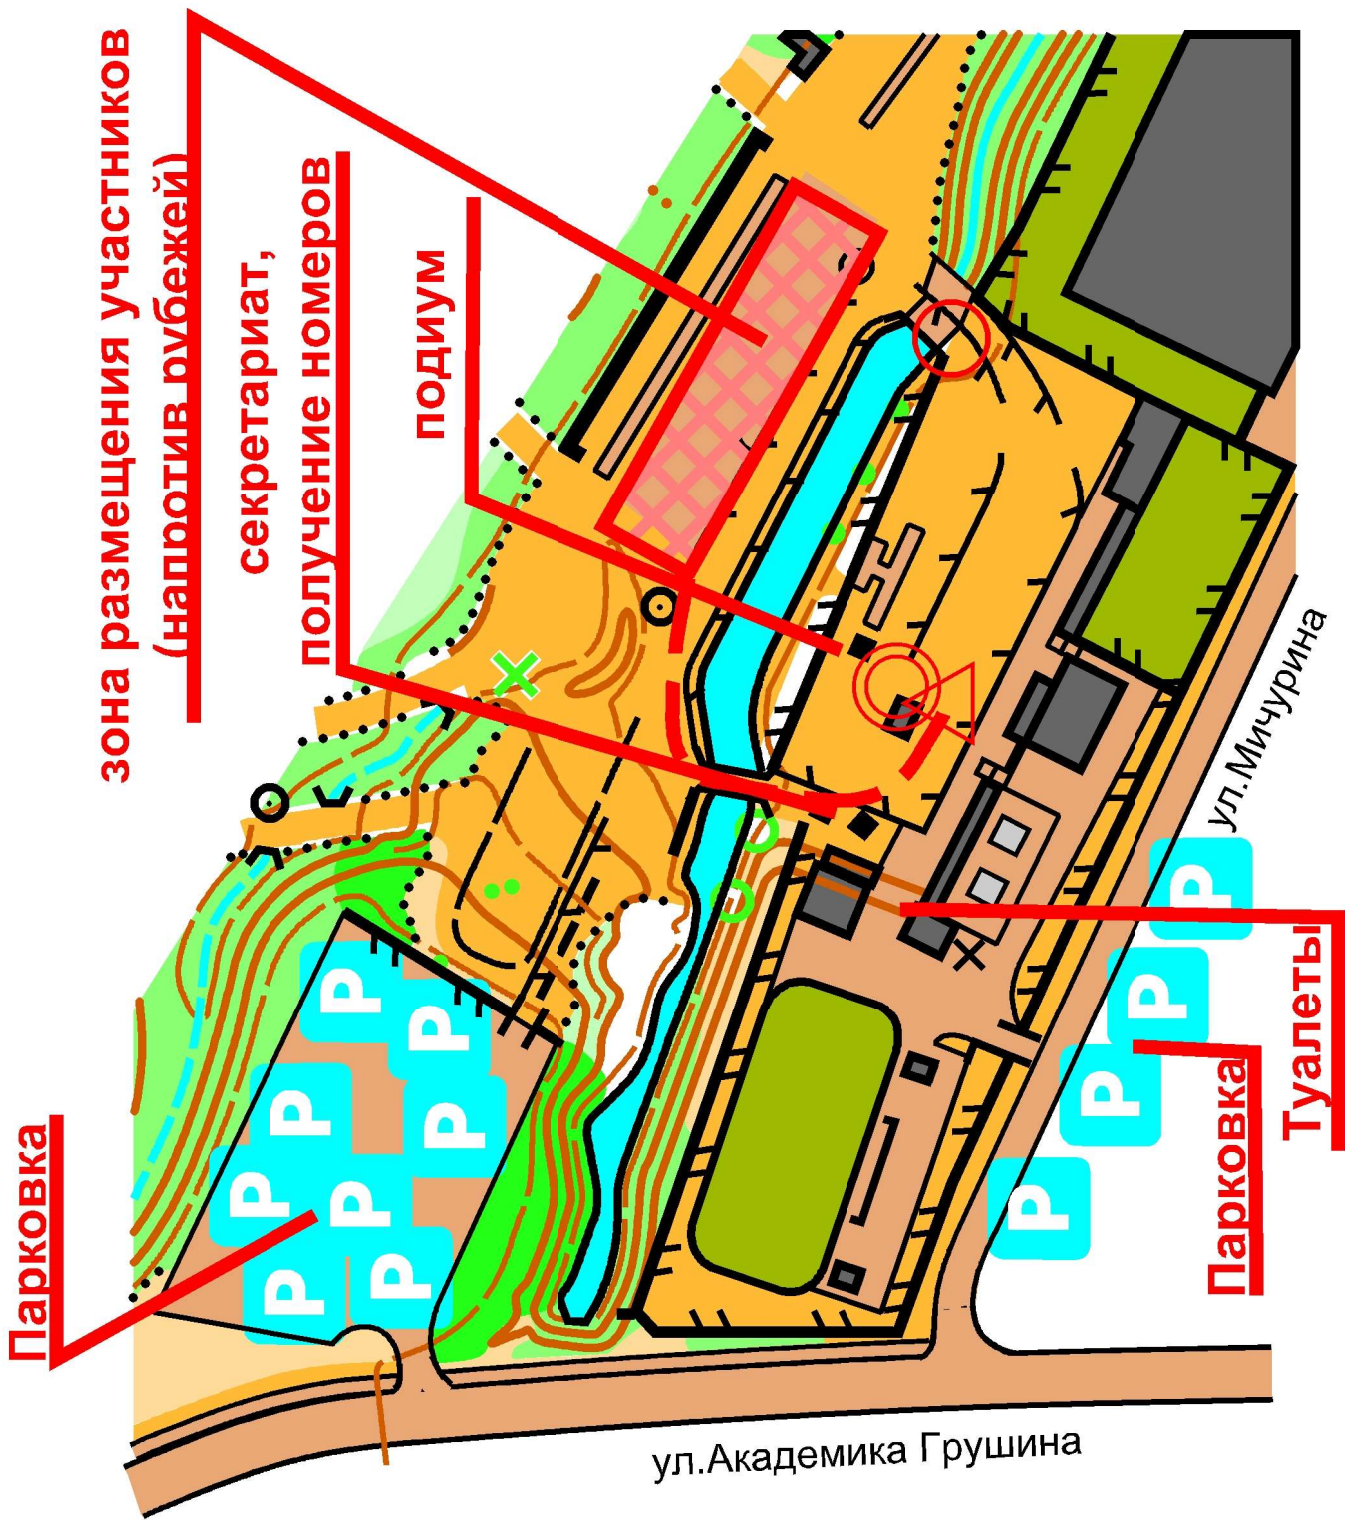 зона размещения участников
(напротив рубежей)
секретариат,
получение номеров
подиум
Парковка
P
P
P
P
P
P
P
P
ул.Мичурина
P
P
P
P
Туалеты
Парковка
ул.Академика Грушина